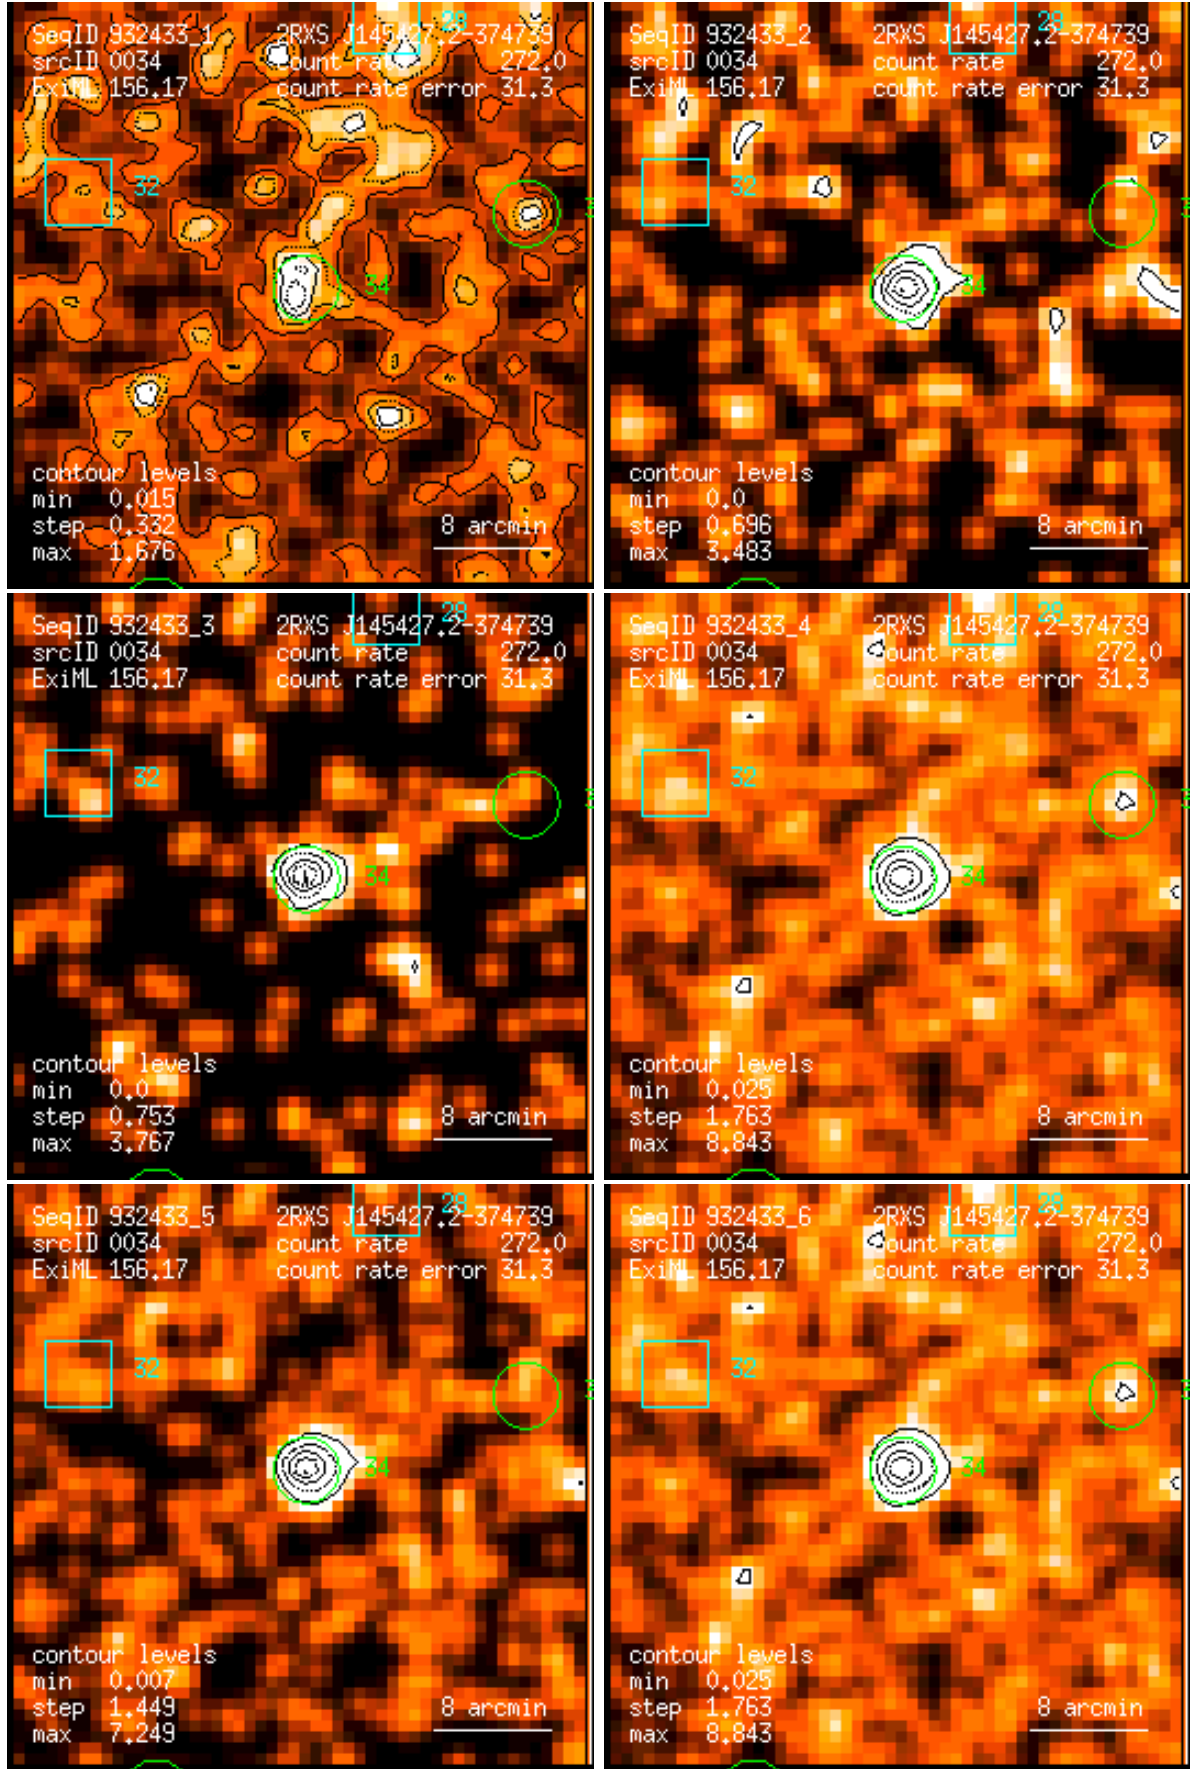 28
SeqID 932433_1 2RXS J145427.2-374739
srcID 0034 count rate 272.0
ExiML 156.17 count rate error 31.3
32
34
contour levels
min 0.015
step 0.332 8 arcmin
max 1.676
28
SeqID 932433_2 2RXS J145427.2-374739
srcID 0034 count rate 272.0
ExiML 156.17 count rate error 31.3
32
34
contour levels
min 0.0
step 0.696 8 arcmin
max 3.483
28
SeqID 932433_3 2RXS J145427.2-374739
srcID 0034 count rate 272.0
ExiML 156.17 count rate error 31.3
32
34
contour levels
min 0.0
step 0.753 8 arcmin
max 3.767
28
SeqID 932433_4 2RXS J145427.2-374739
srcID 0034 count rate 272.0
ExiML 156.17 count rate error 31.3
32
34
contour levels
min 0.025
step 1.763 8 arcmin
max 8.843
28
SeqID 932433_5 2RXS J145427.2-374739
srcID 0034 count rate 272.0
ExiML 156.17 count rate error 31.3
32
34
contour levels
min 0.007
step 1.449 8 arcmin
max 7.249
28
SeqID 932433_6 2RXS J145427.2-374739
srcID 0034 count rate 272.0
ExiML 156.17 count rate error 31.3
32
34
contour levels
min 0.025
step 1.763 8 arcmin
max 8.843